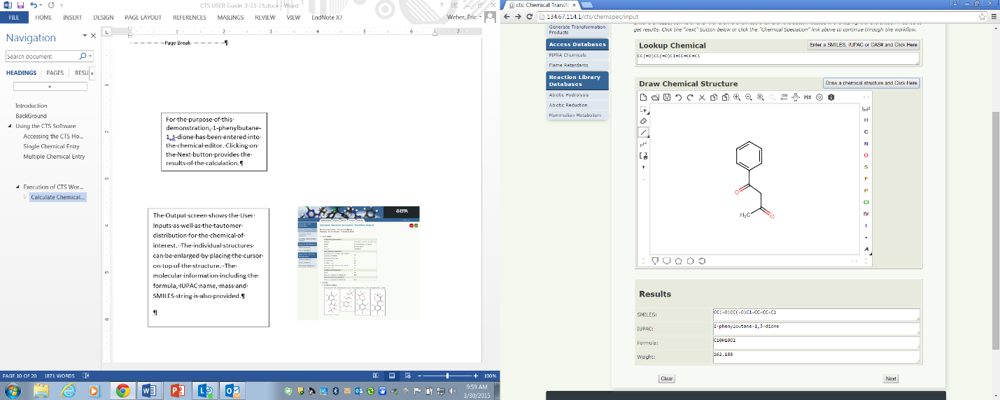 CTS USER Guide 3-23-15.docx - Word
FILE
HOME
INSERT
DESIGN
PAGE LAYOUT
REFERENCES
MAILINGS
REVIEW
VIEW
EndNote X7
Weber, Eric
Navigation
Search document
HEADINGS
PAGES
RESU
Introduction
BackGround
Using the CTS Software
Accessing the CTS Ho...
Single Chemical Entry
Multiple Chemical Entry
Execution of CTS Wor...
Calculate Chemical...
Page Break
For the purpose of this
demonstration, 1-phenylbutane-
1,3-dione has been entered into
the chemical editor. Clicking on
the Next button provides the
results of the calculation.¶
The Output screen shows the User
Inputs as well as the tautomer
distribution for the chemical of
interest. The individual structures
can be enlarged by placing the cursor
on top of the structure. The
molecular information including the
formula, IUPAC name, mass and
SMILES string is also provided.¶
¶
EPA
PAGE 10 OF 20
1871 WORDS
100%
9:59 AM
3/30/2015
cts: Chemical Transfo
134.67.114.1/cts/chemspec/input
Generate Transformation
Products
Access Databases
FIFRA Chemicals
Flame Retardants
Reaction Library
Databases
Abiotic Hydrolysis
Abiotic Reduction
Mammalian Metabolism
get results. Click the "next" button below or click the "Chemical Speciation" link above to continue through the workflow.
Lookup Chemical
Enter a SMILES, IUPAC or CAS# and Click Here
CC(=O)CC(=O)C1=CC=CC=C1
Draw Chemical Structure
Draw a chemical structure and Click Here
H±
H
C
N
O
S
F
P
Cl
Br
I
A
O
H₃C
O
Results
SMILES:
CC(=O)CC(=O)C1=CC=CC=C1
IUPAC:
1-phenylbutane-1,3-dione
Formula:
C10H10O2
Weight:
162.188
Clear
Next